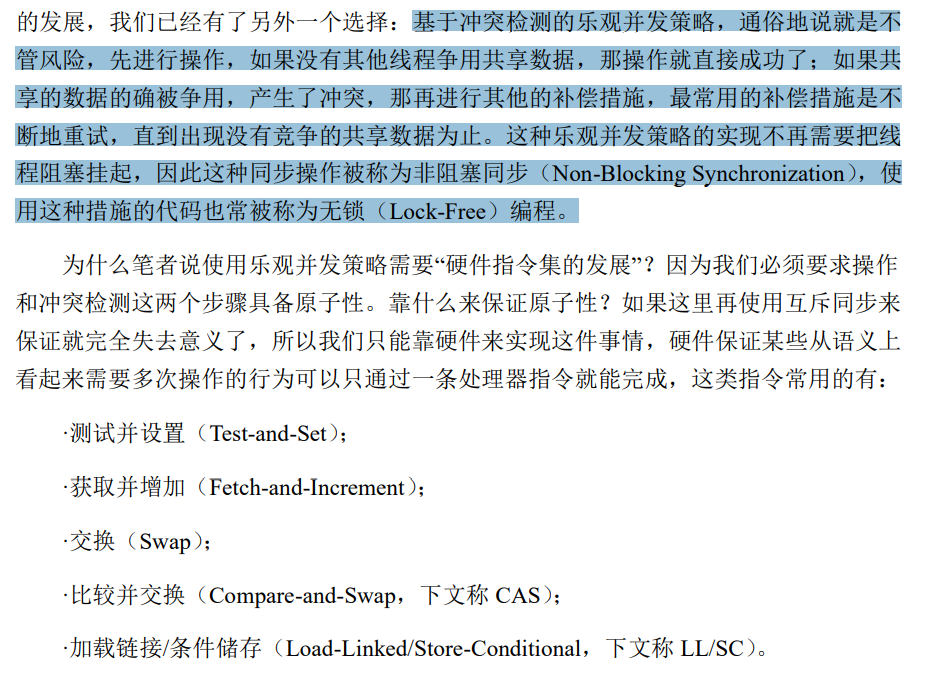 的发展，我们已经有了另外一个选择：基于冲突检测的乐观并发策略，通俗地说就是不
管风险，先进行操作，如果没有其他线程争用共享数据，那操作就直接成功了；如果共
享的数据的确被争用，产生了冲突，那再进行其他的补偿措施，最常用的补偿措施是不
断地重试，直到出现没有竞争的共享数据为止。这种乐观并发策略的实现不再需要把线
程阻塞挂起，因此这种同步操作被称为非阻塞同步（Non-Blocking Synchronization），使
用这种措施的代码也常被称为无锁（Lock-Free）编程。
为什么笔者说使用乐观并发策略需要“硬件指令集的发展”？因为我们必须要求操作
和冲突检测这两个步骤具备原子性。靠什么来保证原子性？如果这里再使用互斥同步来
保证就完全失去意义了，所以我们只能靠硬件来实现这件事情，硬件保证某些从语义上
看起来需要多次操作的行为可以只通过一条处理器指令就能完成，这类指令常用的有：
·测试并设置（Test-and-Set）；
·获取并增加（Fetch-and-Increment）；
·交换（Swap）；
·比较并交换（Compare-and-Swap，下文称 CAS）；
·加载链接/条件储存（Load-Linked/Store-Conditional，下文称 LL/SC）。